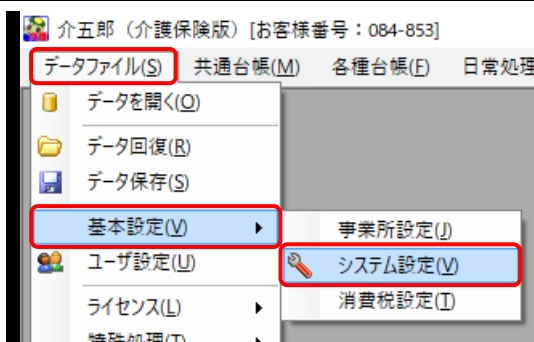 介五郎（介護保険版）[お客様番号：084-853]
データファイル(S) 共通台帳(M) 各種台帳(F) 日常処理
データを開く(O)
データ回復(R)
データ保存(S)
基本設定(V)
事業所設定(J)
ユーザ設定(U)
システム設定(V)
ライセンス(L)
消費税設定(T)
特殊処理(T)